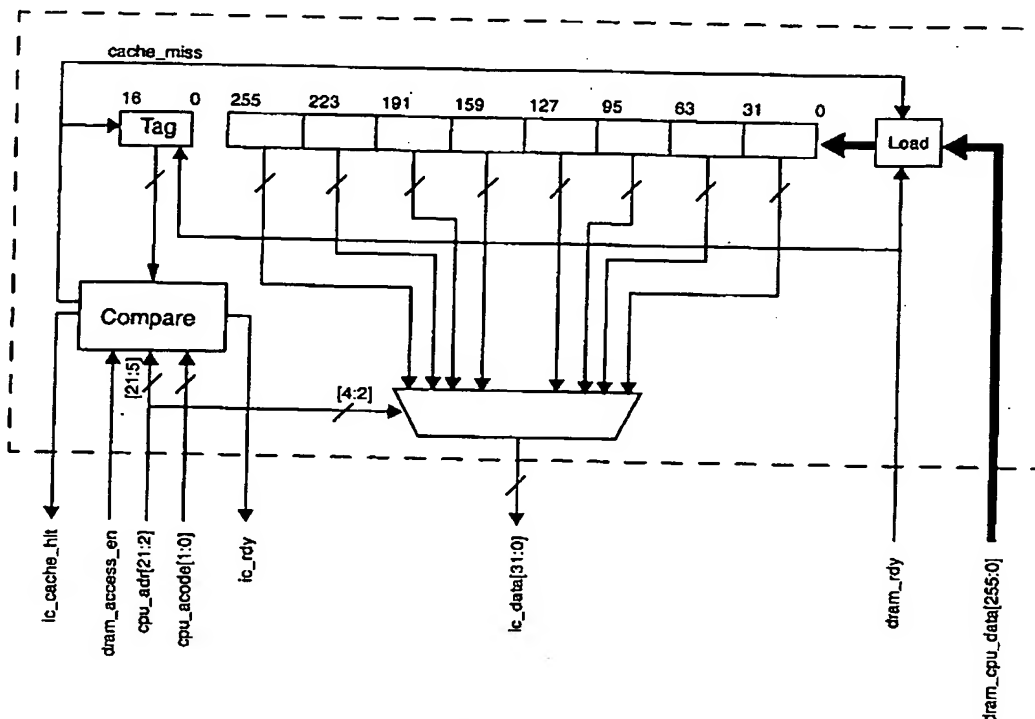 cache_miss
16 0 255 223 191 159 127 95 63 31 0
Tag
Load
Compare
[21:5]
[4:2]
ic_cache_hit
dram_access_en
cpu_adr[21:2]
cpu_acode[1:0]
ic_rdy
ic_data[31:0]
dram_rdy
dram_cpu_data[255:0]